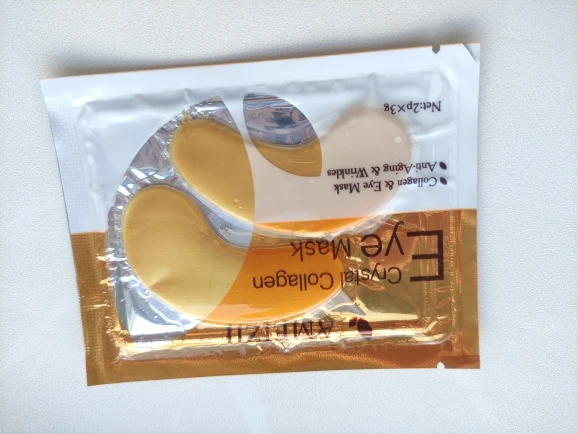 Crystal Collagen
Eye Mask
● Collagen & Eye Mask
● Anti-Aging & Wrinkles
Net:2p×3g